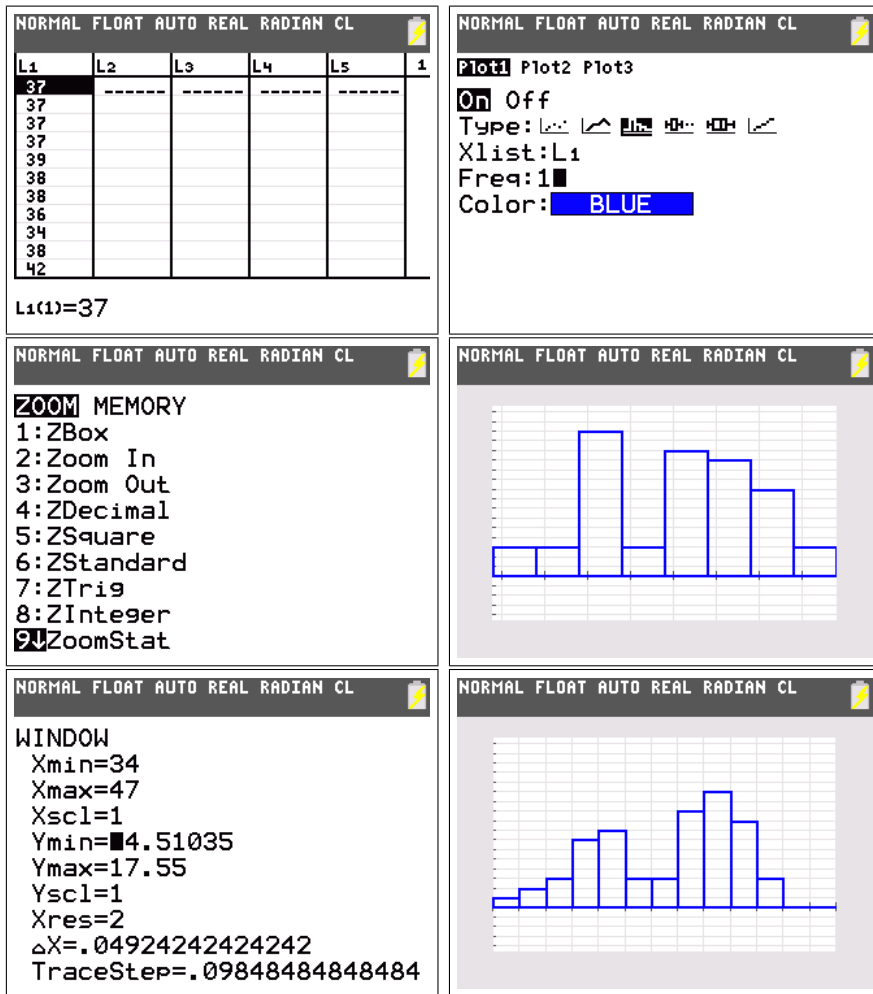 NORMAL FLOAT AUTO REAL RADIAN CL
L1 L2 L3 L4 L5 1
37 ------ ------ ------ ------
37
37
37
39
38
38
36
34
38
42
L1(1)=37
NORMAL FLOAT AUTO REAL RADIAN CL
Plot1 Plot2 Plot3
On Off
Type:
Xlist:L1
Freq:1
Color: BLUE
NORMAL FLOAT AUTO REAL RADIAN CL
ZOOM MEMORY
1:ZBox
2:Zoom In
3:Zoom Out
4:ZDecimal
5:ZSquare
6:ZStandard
7:ZTrig
8:ZInteger
9↓ZoomStat
NORMAL FLOAT AUTO REAL RADIAN CL
NORMAL FLOAT AUTO REAL RADIAN CL
WINDOW
Xmin=34
Xmax=47
Xscl=1
Ymin=■4.51035
Ymax=17.55
Yscl=1
Xres=2
△X=.04924242424242
TraceStep=.09848484848484
NORMAL FLOAT AUTO REAL RADIAN CL